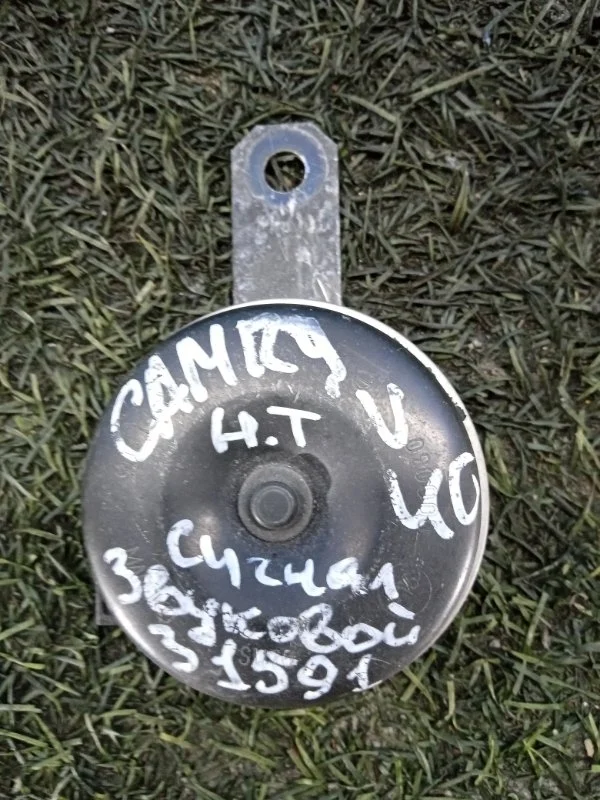 CAMRY V
H.T 40
Сигнал
Звуковой
31591